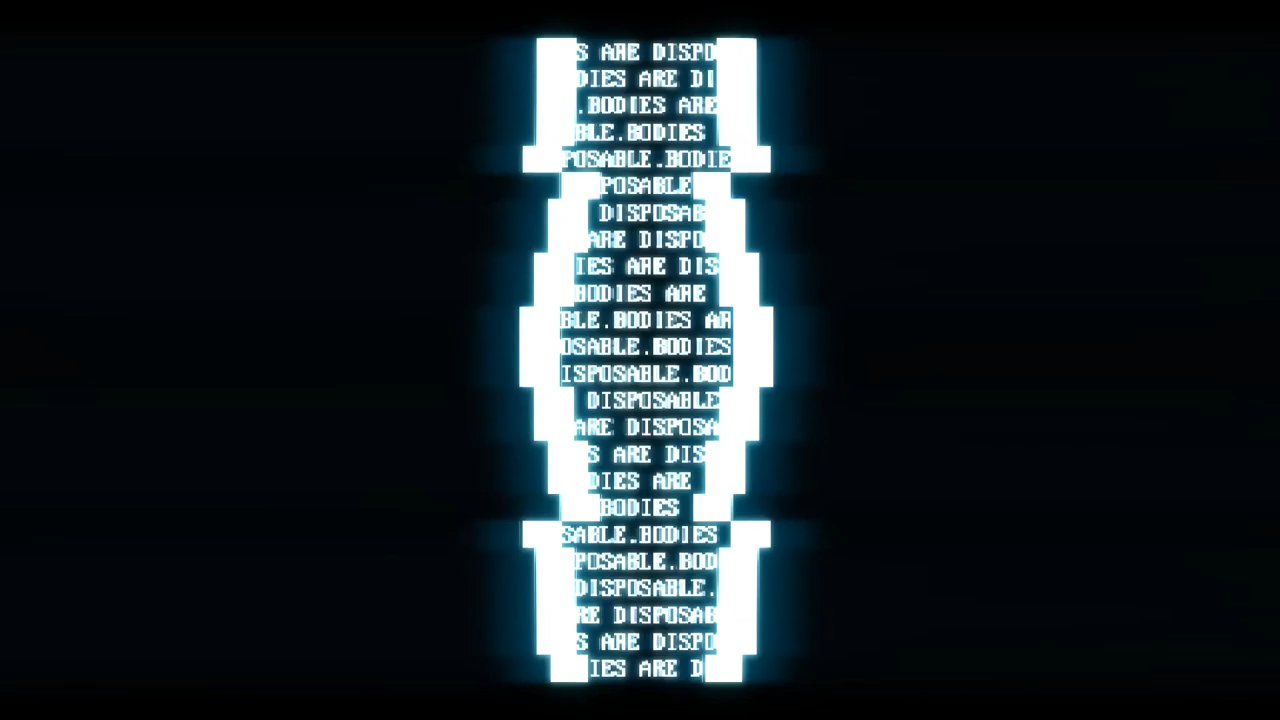 S ARE DISPO
DIES ARE DI
.BODIES ARE
BLE.BODIES
POSABLE.BODIE
POSABLE
DISPOSAB
ARE DISPO
IES ARE DIS
BODIES ARE
BLE.BODIES AR
OSABLE.BODIES
ISPOSABLE.BOD
DISPOSABLE
ARE DISPOSA
S ARE DIS
DIES ARE
BODIES
SABLE.BODIES
POSABLE.BOD
DISPOSABLE.
RE DISPOSAB
S ARE DISPO
IES ARE D